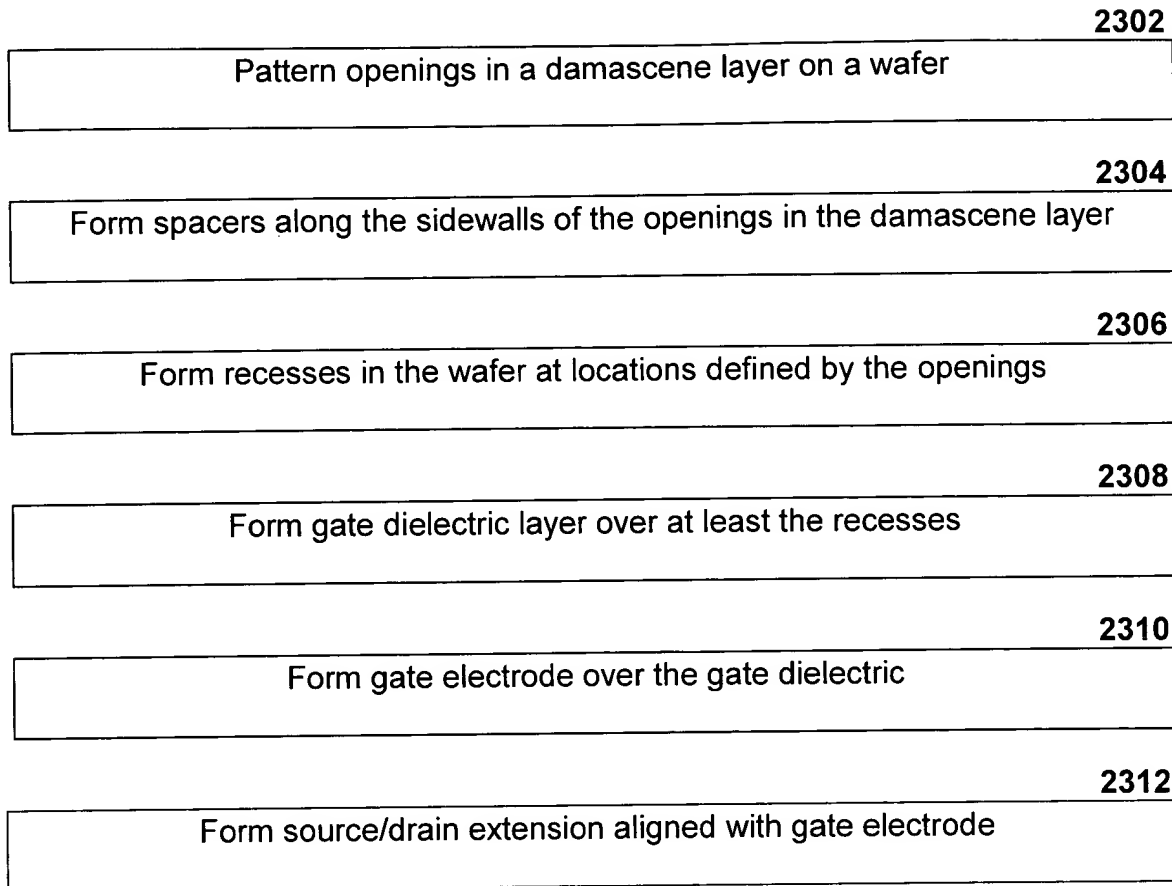 2302
Pattern openings in a damascene layer on a wafer
2304
Form spacers along the sidewalls of the openings in the damascene layer
2306
Form recesses in the wafer at locations defined by the openings
2308
Form gate dielectric layer over at least the recesses
2310
Form gate electrode over the gate dielectric
2312
Form source/drain extension aligned with gate electrode